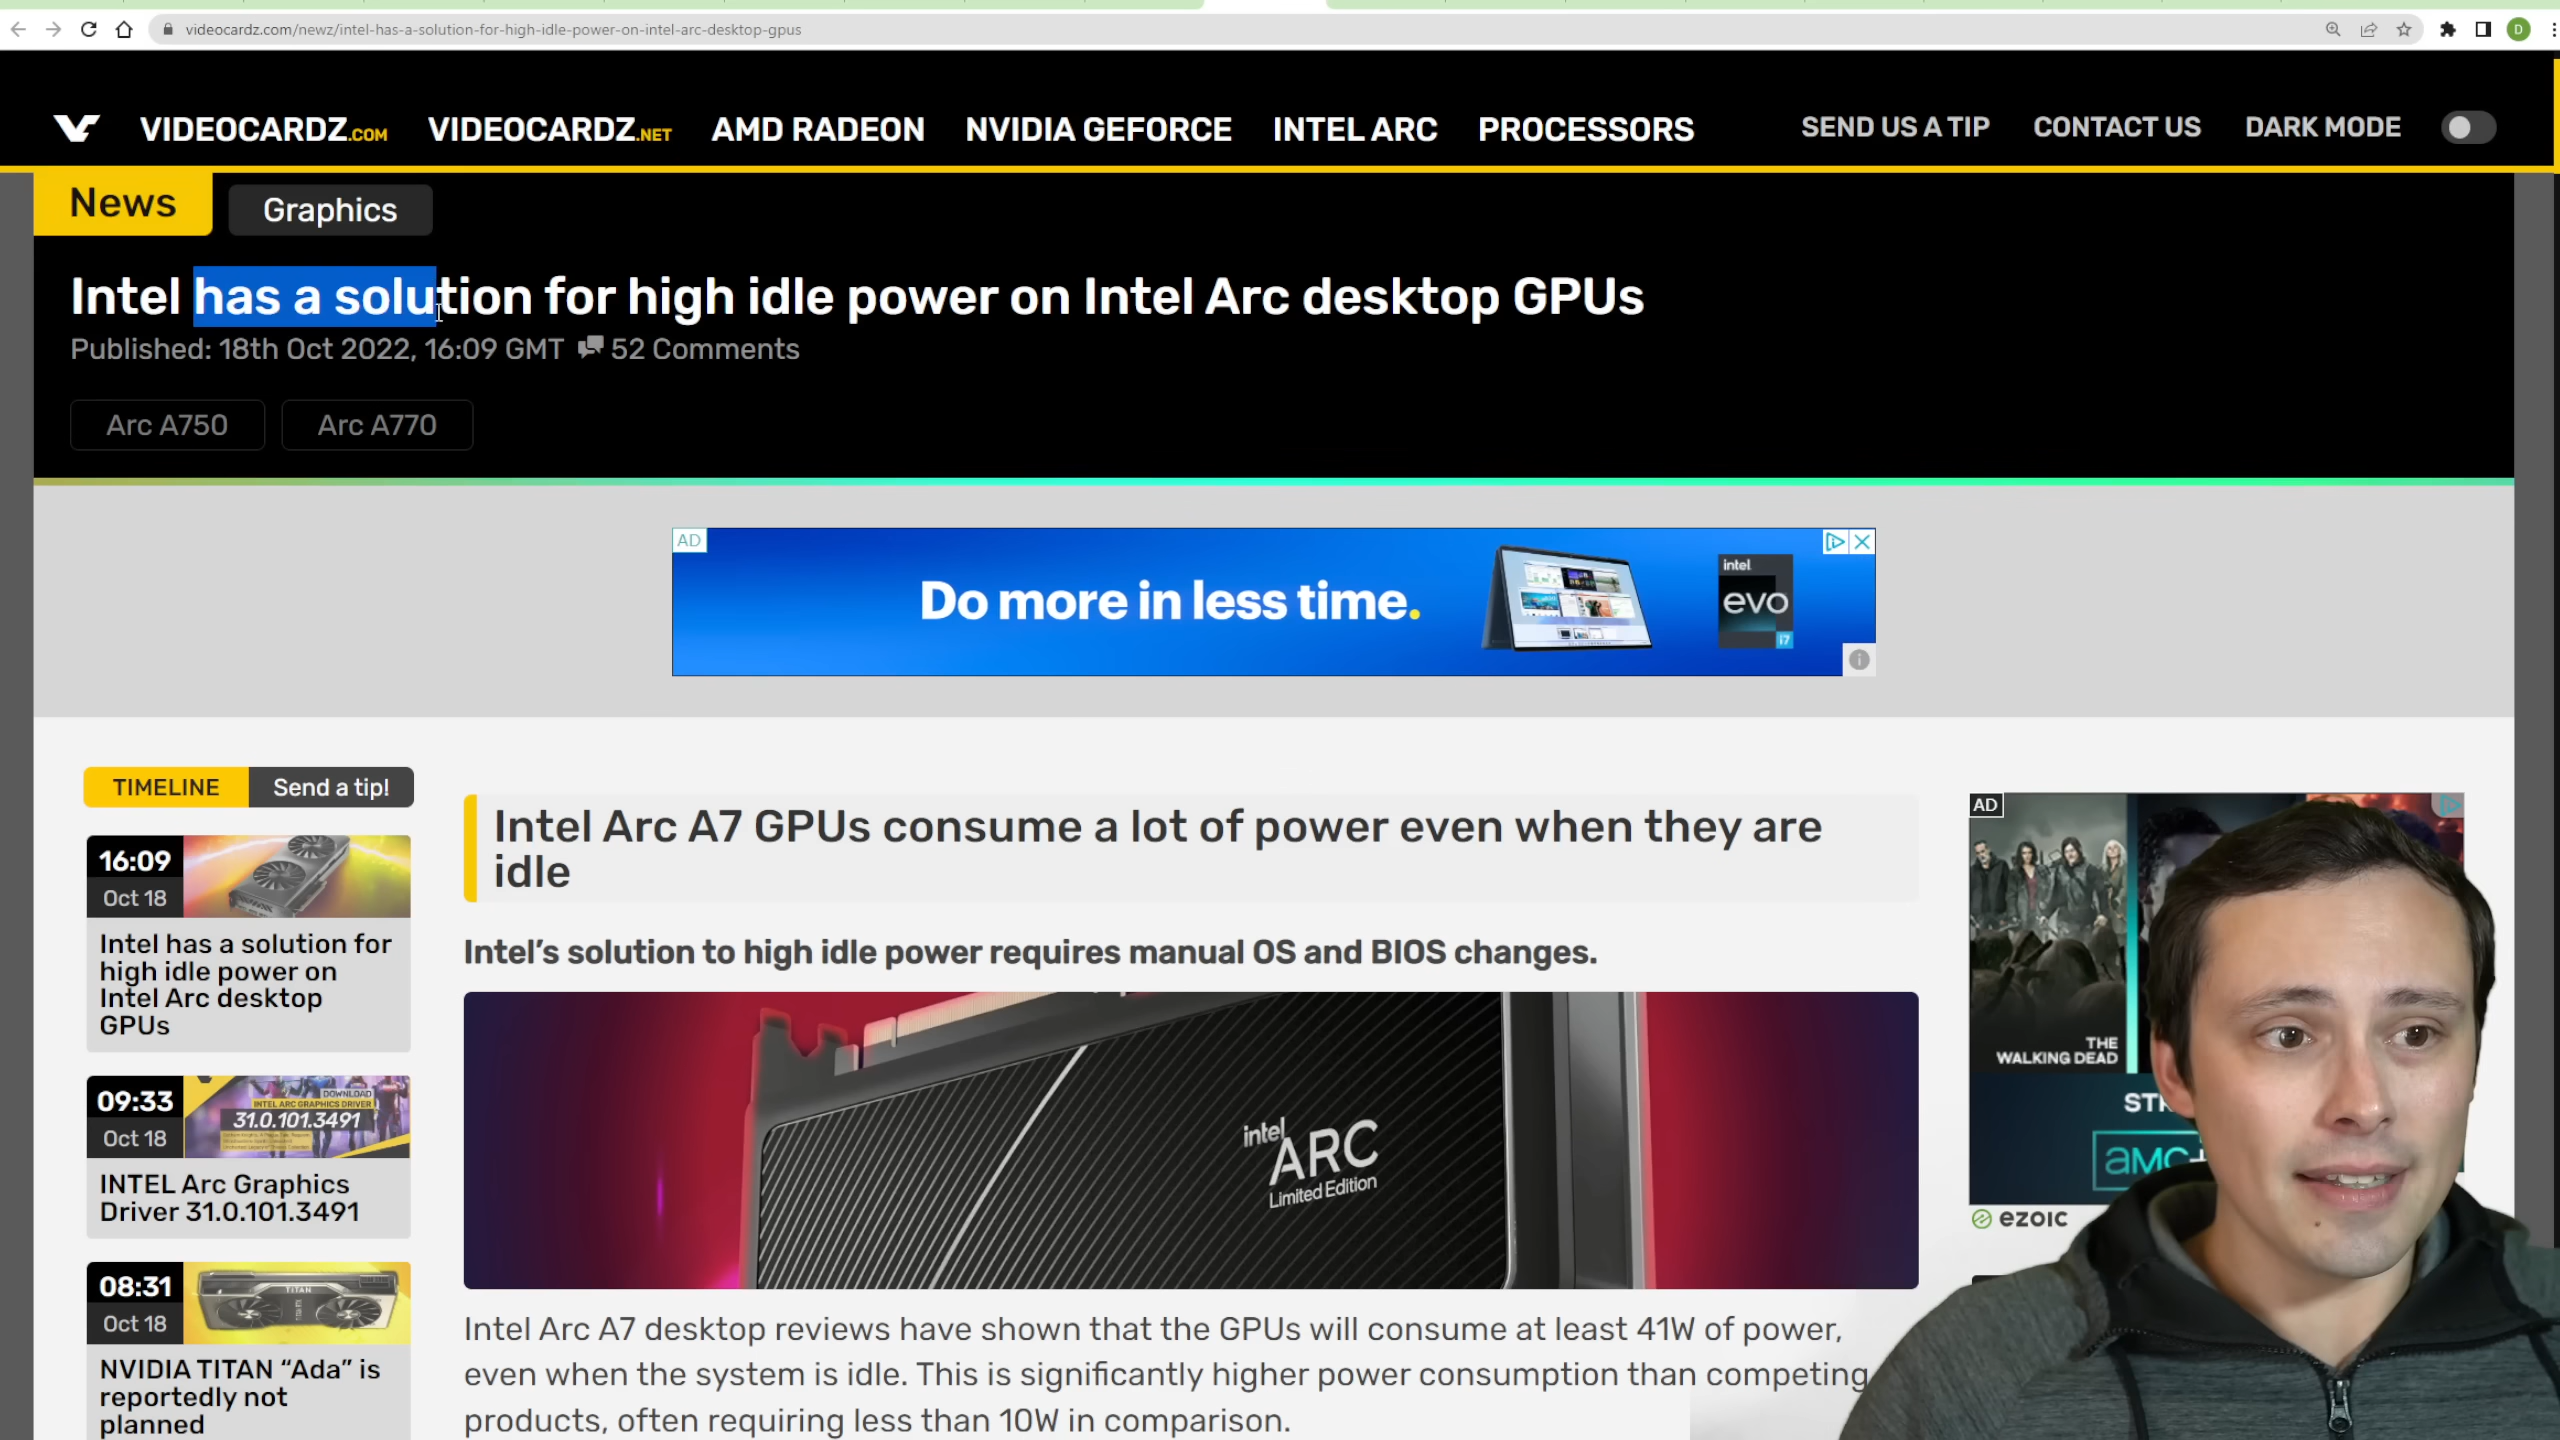 videocardz.com/newz/intel-has-a-solution-for-high-idle-power-on-intel-arc-desktop-gpus
D
VIDEOCARDZ.COM VIDEOCARDZ.NET AMD RADEON NVIDIA GEFORCE INTEL ARC PROCESSORS SEND US A TIP CONTACT US DARK MODE
News Graphics
Intel has a solution for high idle power on Intel Arc desktop GPUs
Published: 18th Oct 2022, 16:09 GMT 52 Comments
Arc A750 Arc A770
AD
Do more in less time.
intel
evo
i7
TIMELINE Send a tip!
16:09
Oct 18
Intel has a solution for
high idle power on
Intel Arc desktop
GPUs
09:33
Oct 18
DOWNLOAD
INTEL ARC GRAPHICS DRIVER
31.0.101.3491
INTEL Arc Graphics
Driver 31.0.101.3491
08:31
Oct 18
TITAN
NVIDIA TITAN “Ada” is
reportedly not
planned
Intel Arc A7 GPUs consume a lot of power even when they are
idle
Intel’s solution to high idle power requires manual OS and BIOS changes.
intel
ARC
Limited Edition
Intel Arc A7 desktop reviews have shown that the GPUs will consume at least 41W of power,
even when the system is idle. This is significantly higher power consumption than competing
products, often requiring less than 10W in comparison.
AD
THE
WALKING DEAD
aMC+
ezoic